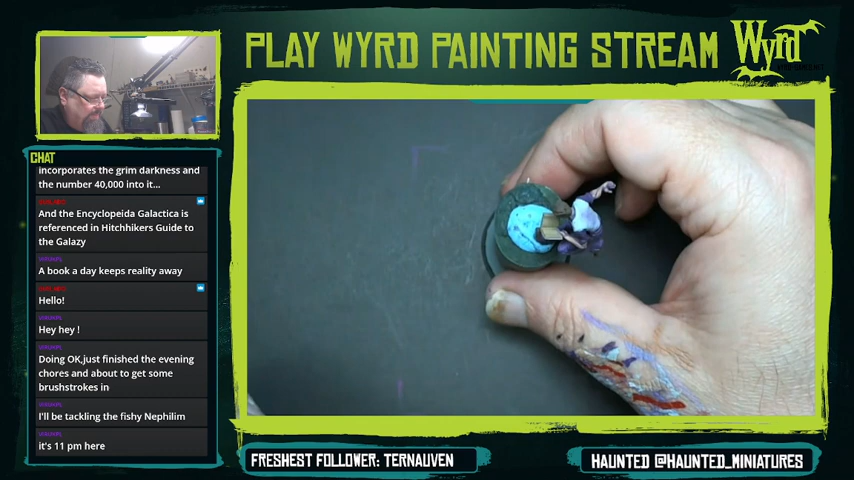 PLAY WYRD PAINTING STREAM
Wyrd
CHAT
incorporates the grim darkness and
the number 40,000 into it...
And the Encyclopeida Galactica is
referenced in Hitchhikers Guide to
the Galazy
A book a day keeps reality away
Hello!
Hey hey !
Doing OK,just finished the evening
chores and about to get some
brushstrokes in
I'll be tackling the fishy Nephilim
it's 11 pm here
FRESHEST FOLLOWER: TERNAUVEN
HAUNTED @HAUNTED_MINIATURES